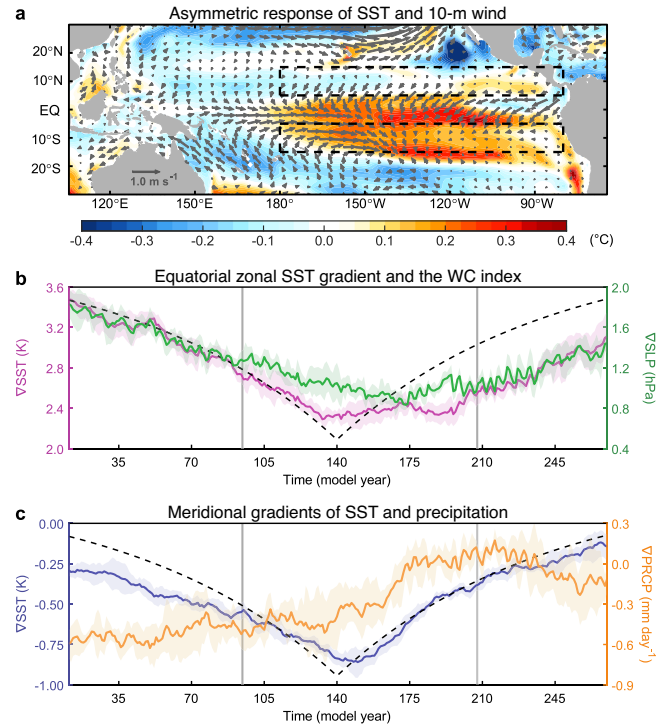 a
Asymmetric response of SST and 10-m wind
20°N
10°N
EQ
10°S
20°S
1.0 m s⁻¹
120°E 150°E 180° 150°W 120°W 90°W
-0.4 -0.3 -0.2 -0.1 0.0 0.1 0.2 0.3 0.4 (°C)
b
Equatorial zonal SST gradient and the WC index
3.6 2.0
3.2 1.6
2.8 1.2
2.4 0.8
2.0 0.4
∇SST (K)
∇SLP (hPa)
35 70 105 140 175 210 245
Time (model year)
c
Meridional gradients of SST and precipitation
0.00 0.3
-0.25 0.0
-0.50 -0.3
-0.75 -0.6
-1.00 -0.9
∇SST (K)
∇PRCP (mm day⁻¹)
35 70 105 140 175 210 245
Time (model year)